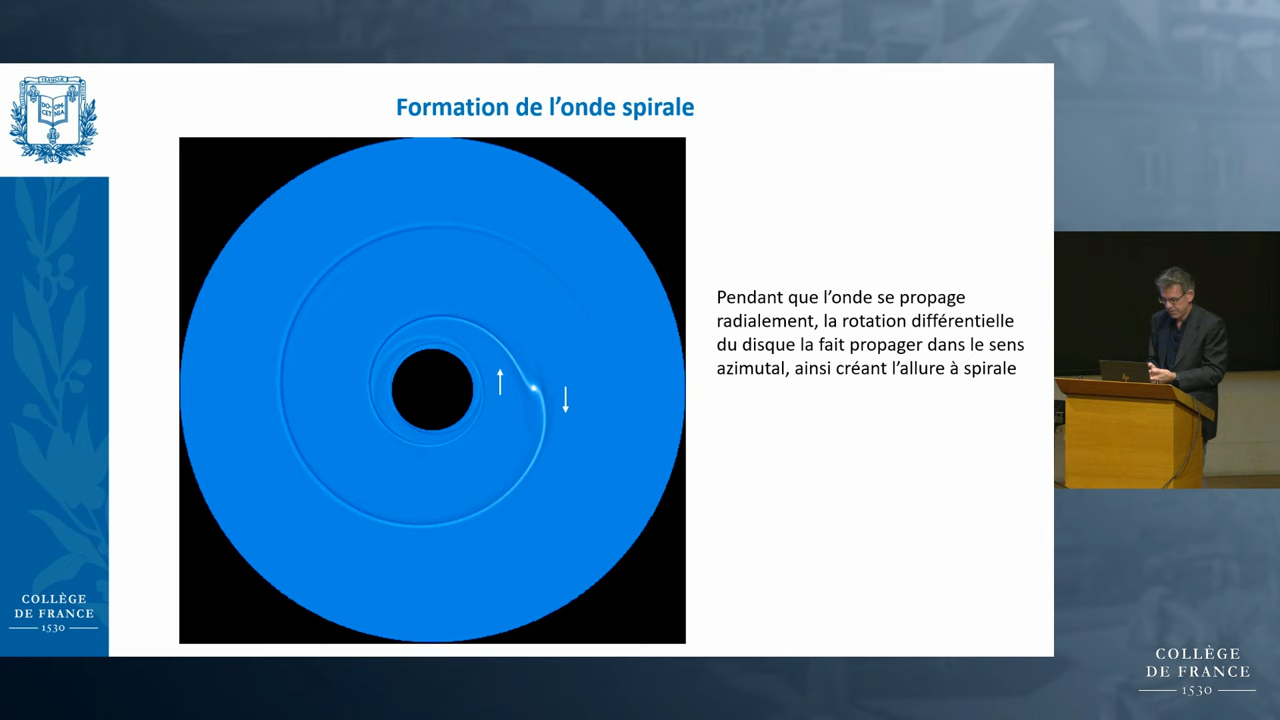 Formation de l'onde spirale
Pendant que l'onde se propage
radialement, la rotation différentielle
du disque la fait propager dans le sens
azimutal, ainsi créant l'allure à spirale
COLLÈGE
DE FRANCE
1530
COLLÈGE
DE FRANCE
1530